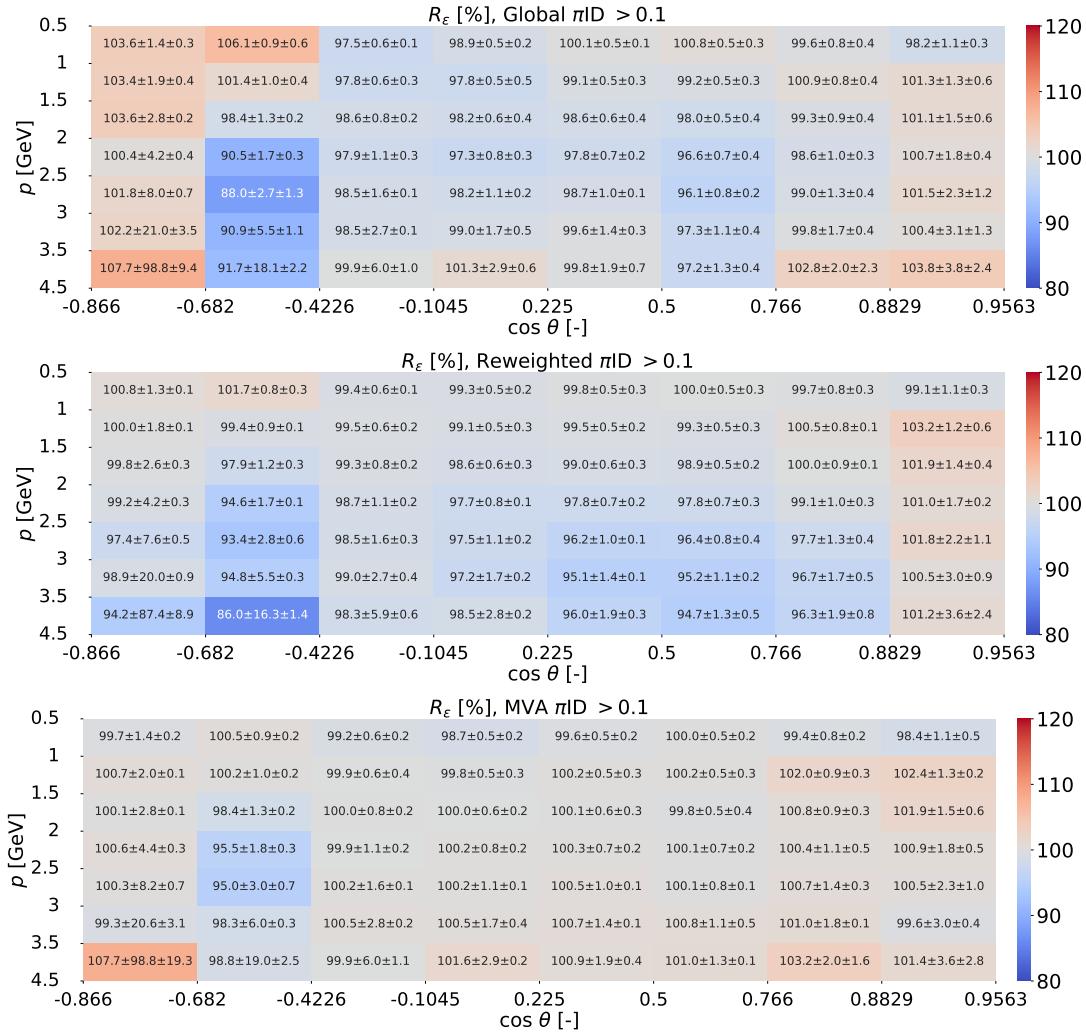 R_ε [%], Global πID > 0.1
0.5
103.6±1.4±0.3 106.1±0.9±0.6 97.5±0.6±0.1 98.9±0.5±0.2 100.1±0.5±0.1 100.8±0.5±0.3 99.6±0.8±0.4 98.2±1.1±0.3
1
103.4±1.9±0.4 101.4±1.0±0.4 97.8±0.6±0.3 97.8±0.5±0.5 99.1±0.5±0.3 99.2±0.5±0.3 100.9±0.8±0.4 101.3±1.3±0.6
1.5
103.6±2.8±0.2 98.4±1.3±0.2 98.6±0.8±0.2 98.2±0.6±0.4 98.6±0.6±0.4 98.0±0.5±0.4 99.3±0.9±0.4 101.1±1.5±0.6
2
100.4±4.2±0.4 90.5±1.7±0.3 97.9±1.1±0.3 97.3±0.8±0.3 97.8±0.7±0.2 96.6±0.7±0.4 98.6±1.0±0.3 100.7±1.8±0.4
2.5
101.8±8.0±0.7 88.0±2.7±1.3 98.5±1.6±0.1 98.1±1.1±0.2 98.7±1.0±0.1 96.1±0.8±0.2 99.0±1.3±0.4 101.5±2.3±1.2
3
102.2±21.0±3.5 90.9±5.5±1.1 98.5±2.7±0.1 99.0±1.7±0.5 99.6±1.4±0.3 97.3±1.1±0.4 99.8±1.7±0.4 100.4±3.1±1.3
3.5
107.7±98.8±9.4 91.7±18.1±2.2 99.9±6.0±1.0 101.3±2.9±0.6 99.8±1.9±0.7 97.2±1.3±0.4 102.8±2.0±2.3 103.8±3.8±2.4
4.5
p [GeV]
-0.866 -0.682 -0.4226 -0.1045 0.225 0.5 0.766 0.8829 0.9563
cos θ [-]
120
110
100
90
80
R_ε [%], Reweighted πID > 0.1
0.5
100.8±1.3±0.1 101.7±0.8±0.3 99.4±0.6±0.1 99.3±0.5±0.2 99.8±0.5±0.3 100.0±0.5±0.3 99.7±0.8±0.3 99.1±1.1±0.3
1
100.0±1.8±0.1 99.4±0.9±0.1 99.5±0.6±0.2 99.1±0.5±0.3 99.5±0.5±0.2 99.3±0.5±0.3 100.5±0.8±0.1 103.2±1.2±0.6
1.5
99.8±2.6±0.3 97.9±1.2±0.3 99.3±0.8±0.2 98.6±0.6±0.3 99.0±0.6±0.3 98.9±0.5±0.2 100.0±0.9±0.1 101.9±1.4±0.4
2
99.2±4.2±0.3 94.6±1.7±0.1 98.7±1.1±0.2 97.7±0.8±0.1 97.8±0.7±0.2 97.8±0.7±0.3 99.1±1.0±0.3 101.0±1.7±0.2
2.5
97.4±7.6±0.5 93.4±2.8±0.6 98.5±1.6±0.3 97.5±1.1±0.2 96.2±1.0±0.1 96.4±0.8±0.4 97.7±1.3±0.4 101.8±2.2±1.1
3
98.9±20.0±0.9 94.8±5.5±0.3 99.0±2.7±0.4 97.2±1.7±0.2 95.1±1.4±0.1 95.2±1.1±0.2 96.7±1.7±0.5 100.5±3.0±0.9
3.5
94.2±87.4±8.9 86.0±16.3±1.4 98.3±5.9±0.6 98.5±2.8±0.2 96.0±1.9±0.3 94.7±1.3±0.5 96.3±1.9±0.8 101.2±3.6±2.4
4.5
p [GeV]
-0.866 -0.682 -0.4226 -0.1045 0.225 0.5 0.766 0.8829 0.9563
cos θ [-]
120
110
100
90
80
R_ε [%], MVA πID > 0.1
0.5
99.7±1.4±0.2 100.5±0.9±0.2 99.2±0.6±0.2 98.7±0.5±0.2 99.6±0.5±0.2 100.0±0.5±0.2 99.4±0.8±0.2 98.4±1.1±0.5
1
100.7±2.0±0.1 100.2±1.0±0.2 99.9±0.6±0.4 99.8±0.5±0.3 100.2±0.5±0.3 100.2±0.5±0.3 102.0±0.9±0.3 102.4±1.3±0.2
1.5
100.1±2.8±0.1 98.4±1.3±0.2 100.0±0.8±0.2 100.0±0.6±0.2 100.1±0.6±0.3 99.8±0.5±0.4 100.8±0.9±0.3 101.9±1.5±0.6
2
100.6±4.4±0.3 95.5±1.8±0.3 99.9±1.1±0.2 100.2±0.8±0.2 100.3±0.7±0.2 100.1±0.7±0.2 100.4±1.1±0.5 100.9±1.8±0.5
2.5
100.3±8.2±0.7 95.0±3.0±0.7 100.2±1.6±0.1 100.2±1.1±0.1 100.5±1.0±0.1 100.1±0.8±0.1 100.7±1.4±0.3 100.5±2.3±1.0
3
99.3±20.6±3.1 98.3±6.0±0.3 100.5±2.8±0.2 100.5±1.7±0.4 100.7±1.4±0.1 100.8±1.1±0.5 101.0±1.8±0.1 99.6±3.0±0.4
3.5
107.7±98.8±19.3 98.8±19.0±2.5 99.9±6.0±1.1 101.6±2.9±0.2 100.9±1.9±0.4 101.0±1.3±0.1 103.2±2.0±1.6 101.4±3.6±2.8
4.5
p [GeV]
-0.866 -0.682 -0.4226 -0.1045 0.225 0.5 0.766 0.8829 0.9563
cos θ [-]
120
110
100
90
80